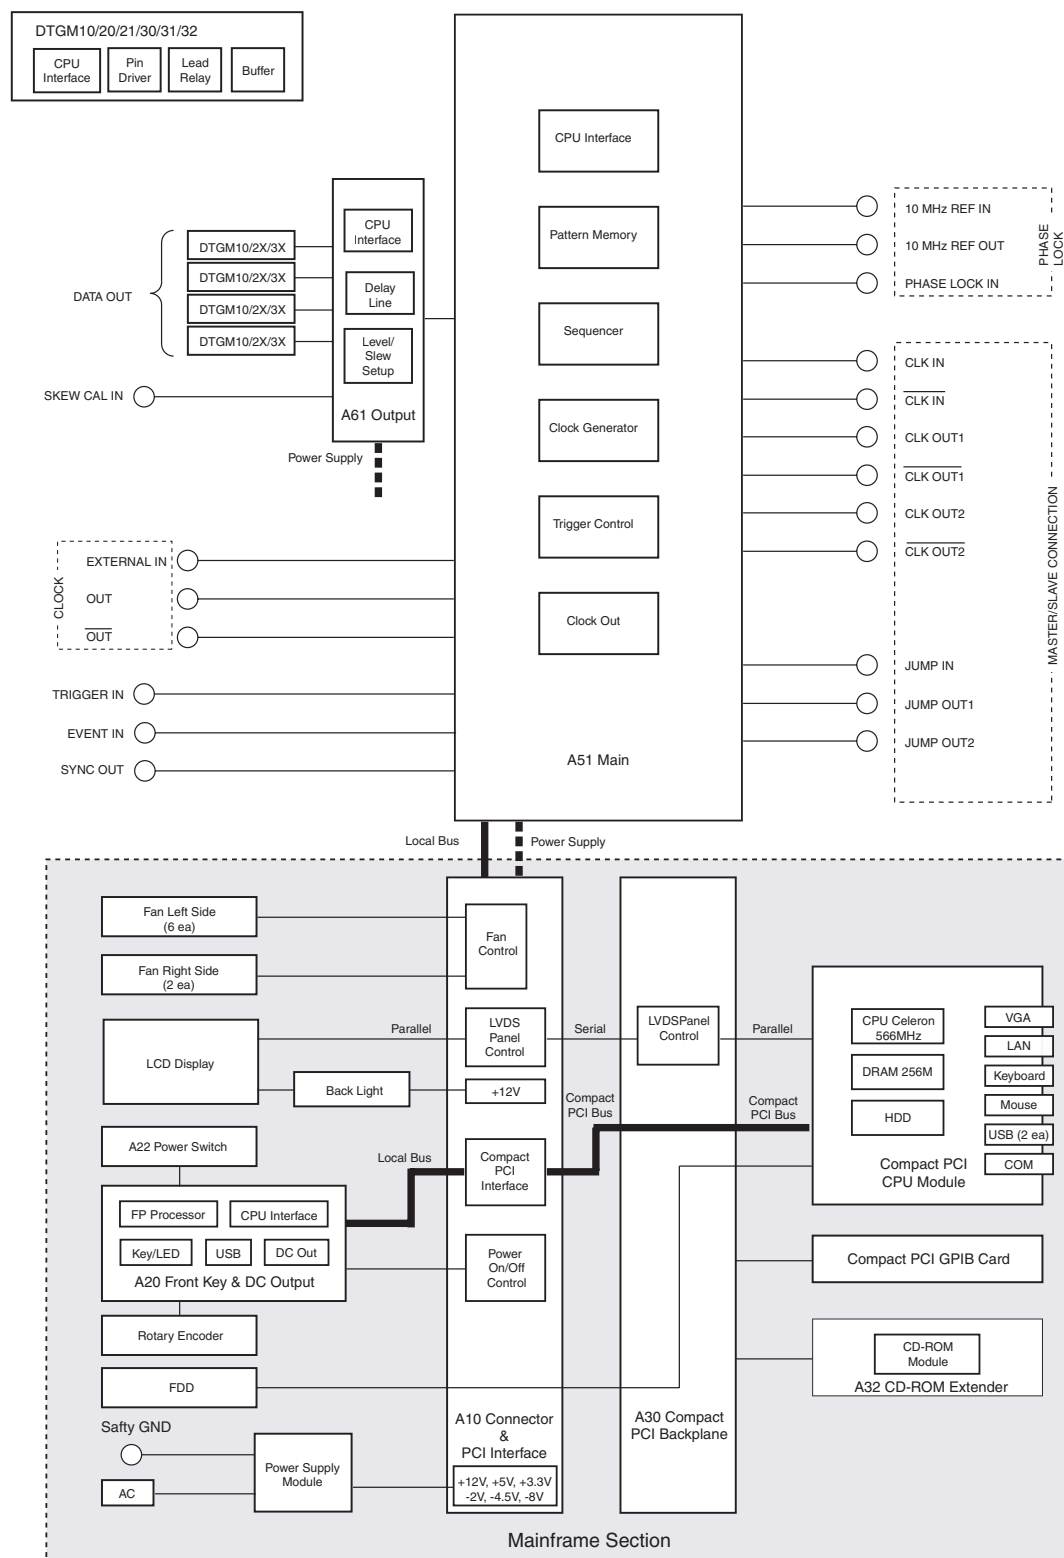 DTGM10/20/21/30/31/32
CPU
Interface
Pin
Driver
Lead
Relay
Buffer
CPU Interface
Pattern Memory
Sequencer
Clock Generator
Trigger Control
Clock Out
A51 Main
CPU
Interface
Delay
Line
Level/
Slew
Setup
A61 Output
DATA OUT
DTGM10/2X/3X
DTGM10/2X/3X
DTGM10/2X/3X
DTGM10/2X/3X
SKEW CAL IN
Power Supply
CLOCK
EXTERNAL IN
OUT
OUT
TRIGGER IN
EVENT IN
SYNC OUT
10 MHz REF IN
10 MHz REF OUT
PHASE LOCK IN
PHASE
LOCK
CLK IN
CLK IN
CLK OUT1
CLK OUT1
CLK OUT2
CLK OUT2
JUMP IN
JUMP OUT1
JUMP OUT2
MASTER/SLAVE CONNECTION
Local Bus
Power Supply
Fan Left Side
(6 ea)
Fan Right Side
(2 ea)
Fan
Control
LCD Display
Parallel
LVDS
Panel
Control
Serial
LVDSPanel
Control
Parallel
Back Light
+12V
Compact
PCI Bus
Compact
PCI Bus
CPU Celeron
566MHz
DRAM 256M
HDD
Compact PCI
CPU Module
VGA
LAN
Keyboard
Mouse
USB (2 ea)
COM
A22 Power Switch
Local Bus
Compact
PCI
Interface
FP Processor
CPU Interface
Key/LED
USB
DC Out
A20 Front Key & DC Output
Power
On/Off
Control
Compact PCI GPIB Card
Rotary Encoder
FDD
CD-ROM
Module
A32 CD-ROM Extender
Safty GND
AC
Power Supply
Module
A10 Connector
&
PCI Interface
+12V, +5V, +3.3V
-2V, -4.5V, -8V
A30 Compact
PCI Backplane
Mainframe Section